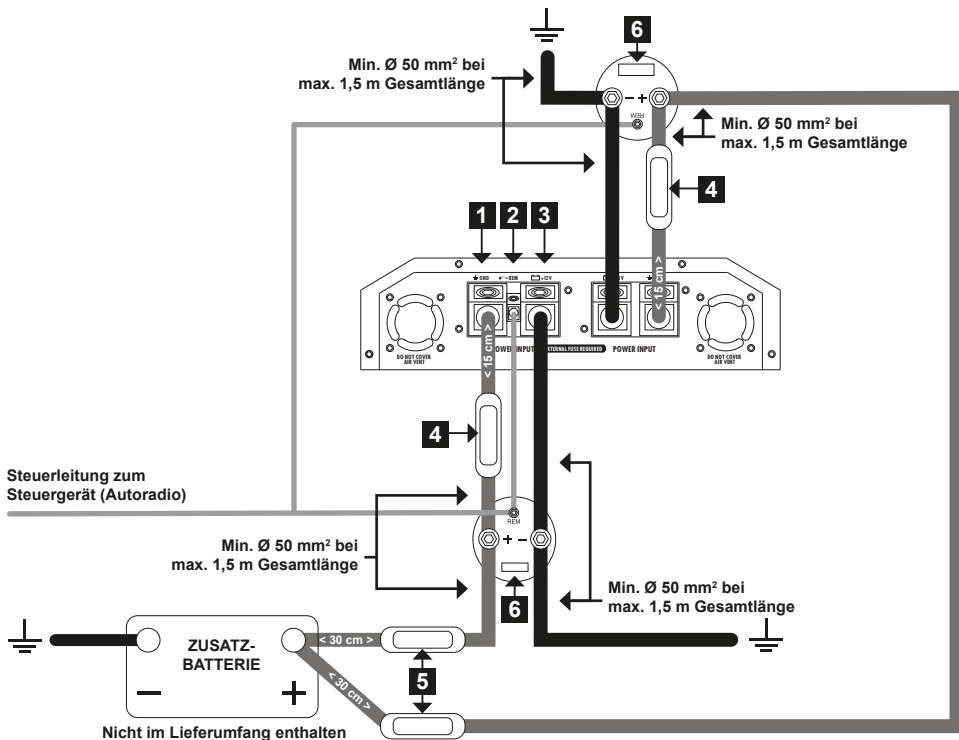 6
Min. Ø 50 mm² bei
max. 1,5 m Gesamtlänge
- +
REM
Min. Ø 50 mm² bei
max. 1,5 m Gesamtlänge
4
1 2 3
GND
REM
+12V
< 15 cm >
DO NOT COVER
AIR VENT
POWER INPUT
EXTERNAL FUSE REQUIRED
POWER INPUT
DO NOT COVER
AIR VENT
< 15 cm >
4
Steuerleitung zum
Steuergerät (Autoradio)
REM
+ -
Min. Ø 50 mm² bei
max. 1,5 m Gesamtlänge
6
Min. Ø 50 mm² bei
max. 1,5 m Gesamtlänge
ZUSATZ-
BATTERIE
- +
< 30 cm >
< 30 cm >
5
Nicht im Lieferumfang enthalten